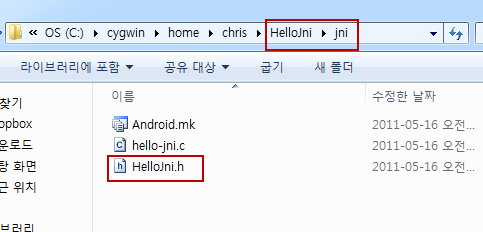 « OS (C:) ▸ cygwin ▸ home ▸ chris ▸ HelloJni ▸ jni
라이브러리에 포함 ▼ 공유 대상 ▼ 굽기 새 폴더
찾기
opbox
운로드
탕 화면
근 위치
브러리
이름 수정한 날짜
Android.mk 2011-05-16 오전...
hello-jni.c 2011-05-16 오전...
HelloJni.h 2011-05-16 오전...